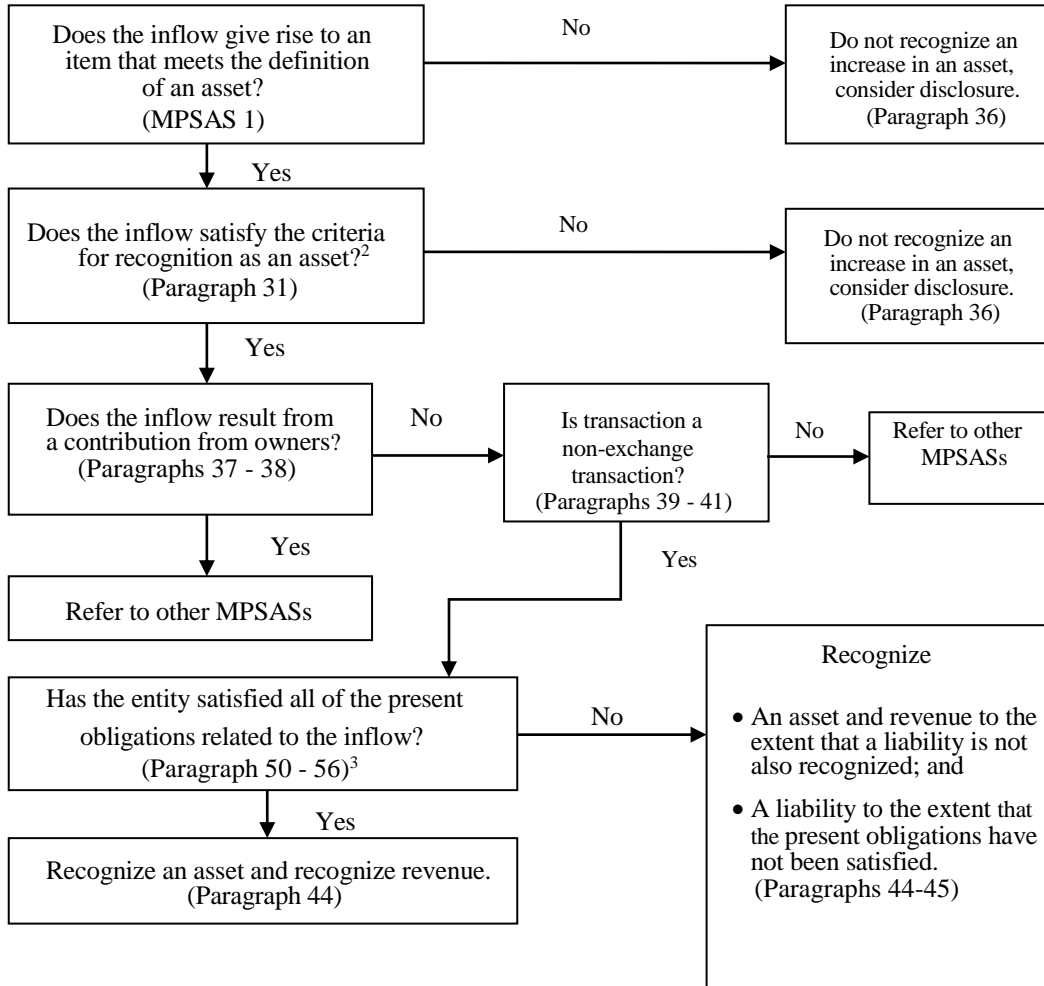 Does the inflow give rise to an
item that meets the definition
of an asset?
(MPSAS 1)
No
Do not recognize an
increase in an asset,
consider disclosure.
(Paragraph 36)
Yes
Does the inflow satisfy the criteria
for recognition as an asset?2
(Paragraph 31)
No
Do not recognize an
increase in an asset,
consider disclosure.
(Paragraph 36)
Yes
Does the inflow result from
a contribution from owners?
(Paragraphs 37 - 38)
No
Is transaction a
non-exchange
transaction?
(Paragraphs 39 - 41)
No
Refer to other
MPSASs
Yes
Yes
Refer to other MPSASs
Has the entity satisfied all of the present
obligations related to the inflow?
(Paragraph 50 - 56)3
No
Recognize
• An asset and revenue to the
extent that a liability is not
also recognized; and
• A liability to the extent that
the present obligations have
not been satisfied.
(Paragraphs 44-45)
Yes
Recognize an asset and recognize revenue.
(Paragraph 44)